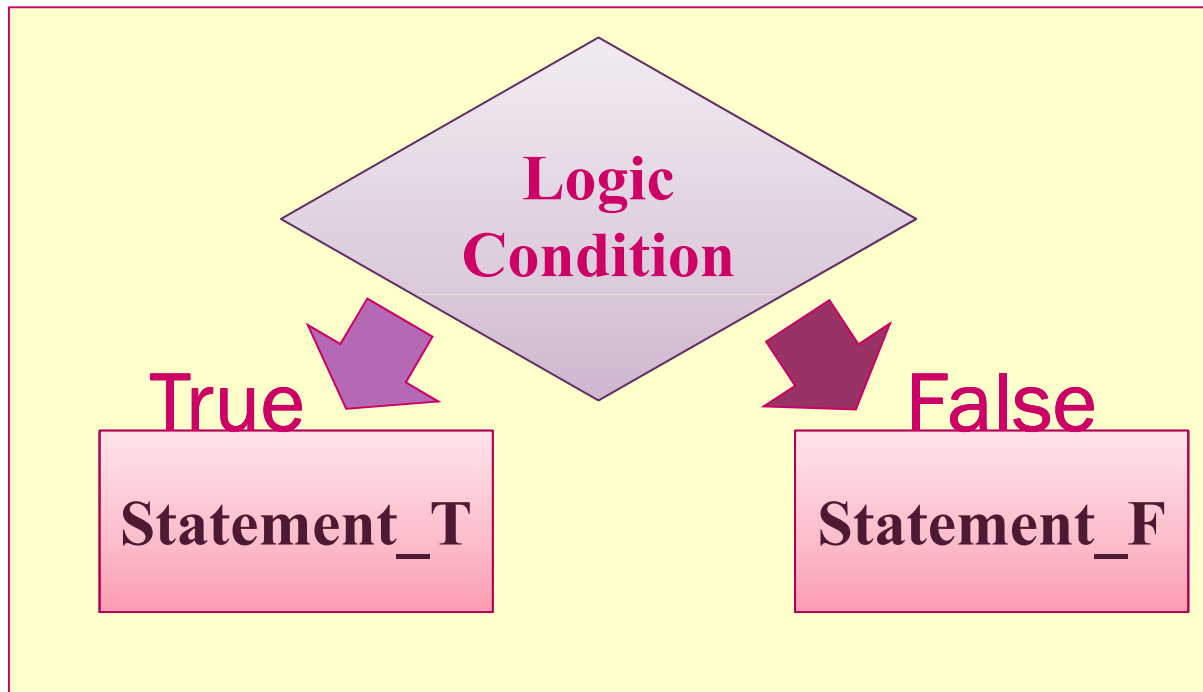 Logic
Condition
True
False
Statement_T
Statement_F